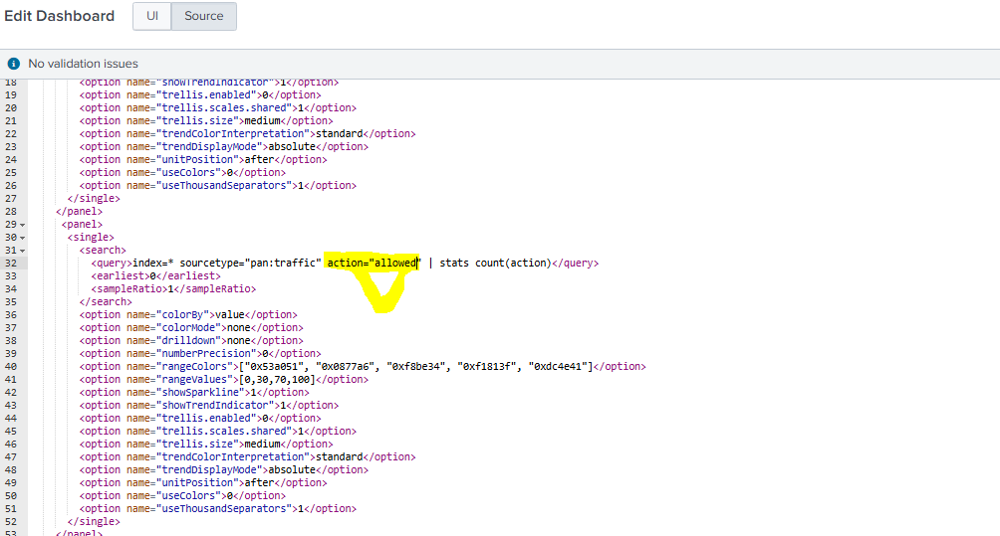 Edit Dashboard UI Source
No validation issues
18 <option name="showTrendIndicator">1</option>
19 <option name="trellis.enabled">0</option>
20 <option name="trellis.scales.shared">1</option>
21 <option name="trellis.size">medium</option>
22 <option name="trendColorInterpretation">standard</option>
23 <option name="trendDisplayMode">absolute</option>
24 <option name="unitPosition">after</option>
25 <option name="useColors">0</option>
26 <option name="useThousandSeparators">1</option>
27 </single>
28 </panel>
29 <panel>
30 <single>
31 <search>
32 <query>index=* sourcetype="pan:traffic" action="allowed" | stats count(action)</query>
33 <earliest>0</earliest>
34 <sampleRatio>1</sampleRatio>
35 </search>
36 <option name="colorBy">value</option>
37 <option name="colorMode">none</option>
38 <option name="drilldown">none</option>
39 <option name="numberPrecision">0</option>
40 <option name="rangeColors">["0x53a051", "0x0877a6", "0xf8be34", "0xf1813f", "0xdc4e41"]</option>
41 <option name="rangeValues">[0,30,70,100]</option>
42 <option name="showSparkline">1</option>
43 <option name="showTrendIndicator">1</option>
44 <option name="trellis.enabled">0</option>
45 <option name="trellis.scales.shared">1</option>
46 <option name="trellis.size">medium</option>
47 <option name="trendColorInterpretation">standard</option>
48 <option name="trendDisplayMode">absolute</option>
49 <option name="unitPosition">after</option>
50 <option name="useColors">0</option>
51 <option name="useThousandSeparators">1</option>
52 </single>
53 </panel>